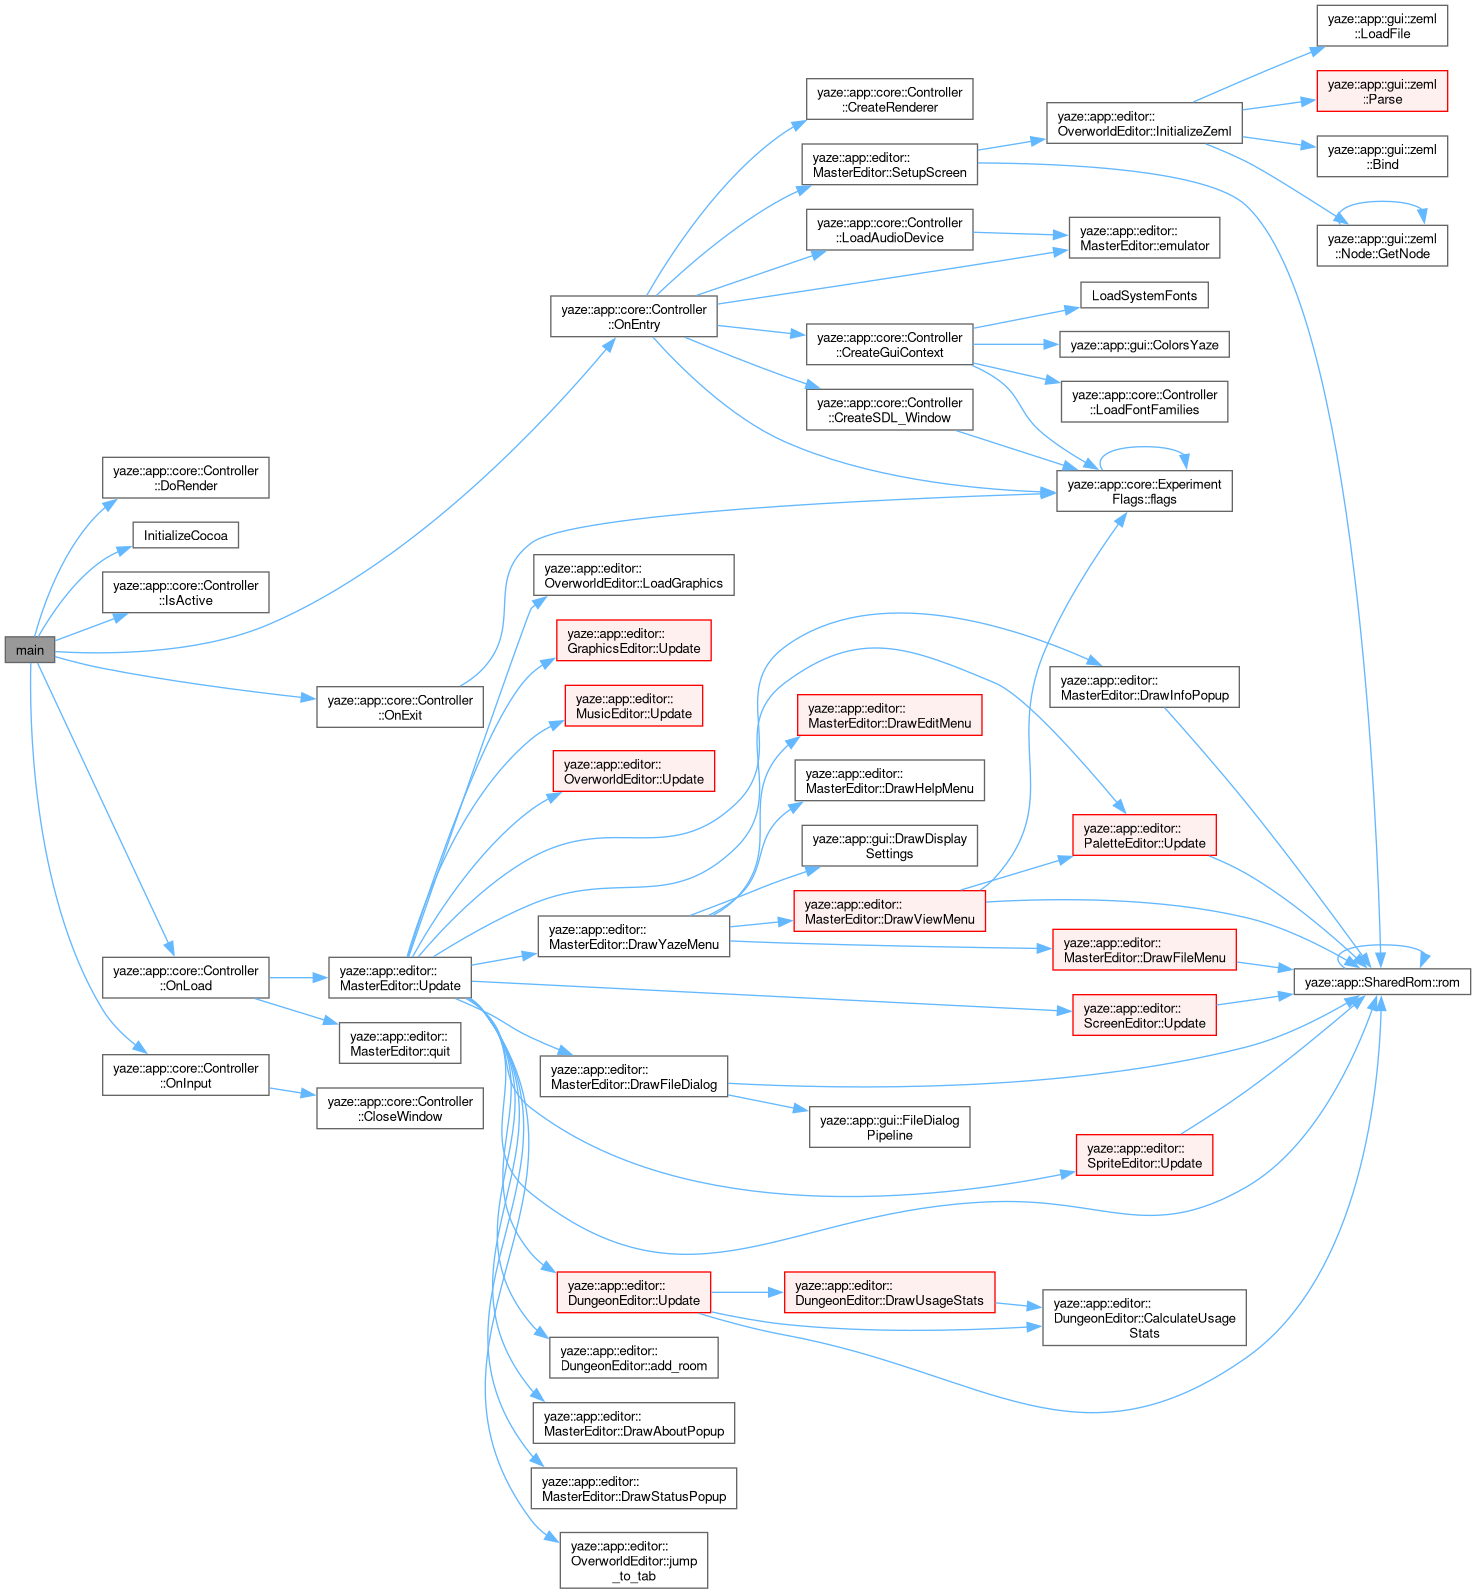 yaze::app::gui::zeml
::LoadFile
yaze::app::core::Controller
::CreateRenderer
yaze::app::gui::zeml
::Parse
yaze::app::editor::
OverworldEditor::InitializeZeml
yaze::app::editor::
MasterEditor::SetupScreen
yaze::app::gui::zeml
::Bind
yaze::app::core::Controller
::LoadAudioDevice
yaze::app::editor::
MasterEditor::emulator
yaze::app::gui::zeml
::Node::GetNode
LoadSystemFonts
yaze::app::core::Controller
::OnEntry
yaze::app::core::Controller
::CreateGuiContext
yaze::app::gui::ColorsYaze
yaze::app::core::Controller
::LoadFontFamilies
yaze::app::core::Controller
::CreateSDL_Window
yaze::app::core::Controller
::DoRender
yaze::app::core::Experiment
Flags::flags
InitializeCocoa
yaze::app::editor::
OverworldEditor::LoadGraphics
yaze::app::core::Controller
::IsActive
yaze::app::editor::
GraphicsEditor::Update
main
yaze::app::editor::
MasterEditor::DrawInfoPopup
yaze::app::core::Controller
::OnExit
yaze::app::editor::
MusicEditor::Update
yaze::app::editor::
MasterEditor::DrawEditMenu
yaze::app::editor::
OverworldEditor::Update
yaze::app::editor::
MasterEditor::DrawHelpMenu
yaze::app::gui::DrawDisplay
Settings
yaze::app::editor::
PaletteEditor::Update
yaze::app::editor::
MasterEditor::DrawViewMenu
yaze::app::editor::
MasterEditor::DrawYazeMenu
yaze::app::editor::
MasterEditor::DrawFileMenu
yaze::app::core::Controller
::OnLoad
yaze::app::editor::
MasterEditor::Update
yaze::app::SharedRom::rom
yaze::app::editor::
ScreenEditor::Update
yaze::app::editor::
MasterEditor::quit
yaze::app::core::Controller
::OnInput
yaze::app::editor::
MasterEditor::DrawFileDialog
yaze::app::core::Controller
::CloseWindow
yaze::app::gui::FileDialog
Pipeline
yaze::app::editor::
SpriteEditor::Update
yaze::app::editor::
DungeonEditor::Update
yaze::app::editor::
DungeonEditor::DrawUsageStats
yaze::app::editor::
DungeonEditor::CalculateUsage
Stats
yaze::app::editor::
DungeonEditor::add_room
yaze::app::editor::
MasterEditor::DrawAboutPopup
yaze::app::editor::
MasterEditor::DrawStatusPopup
yaze::app::editor::
OverworldEditor::jump
_to_tab